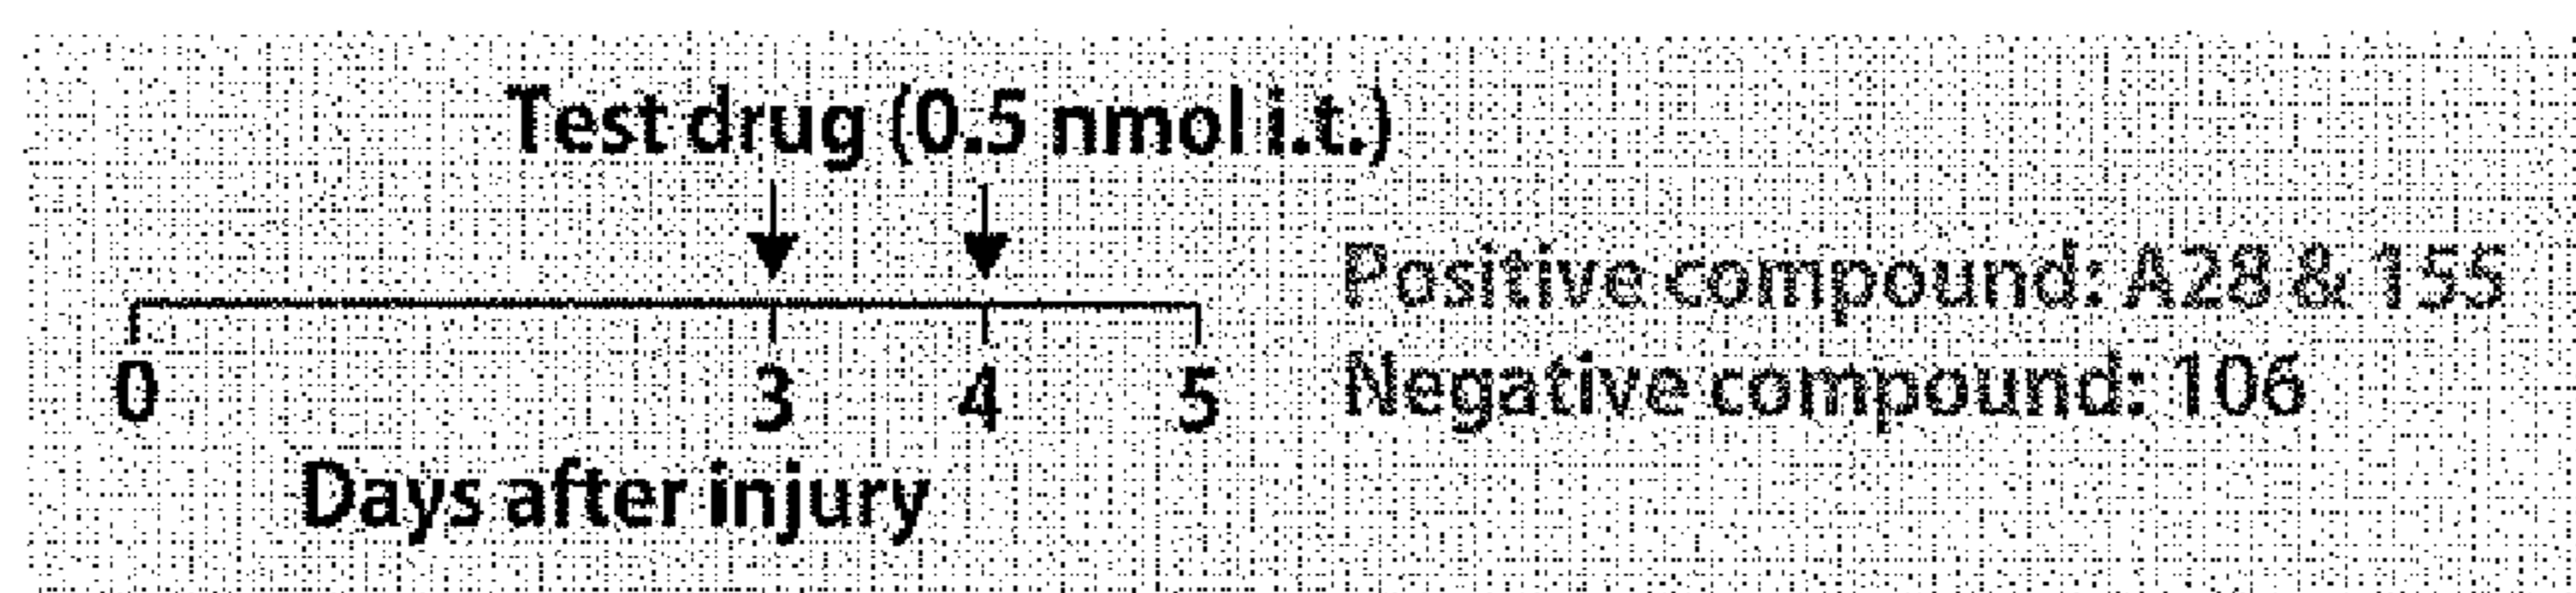 Test drug (0.5 nmol i.t.)
Positive compound: A28 & 155
Negative compound: 106
0 3 4 5
Days after injury